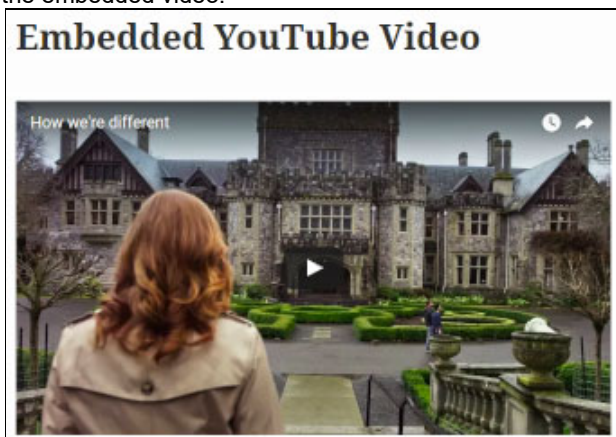 the embedded video.
Embedded YouTube Video
How we're different